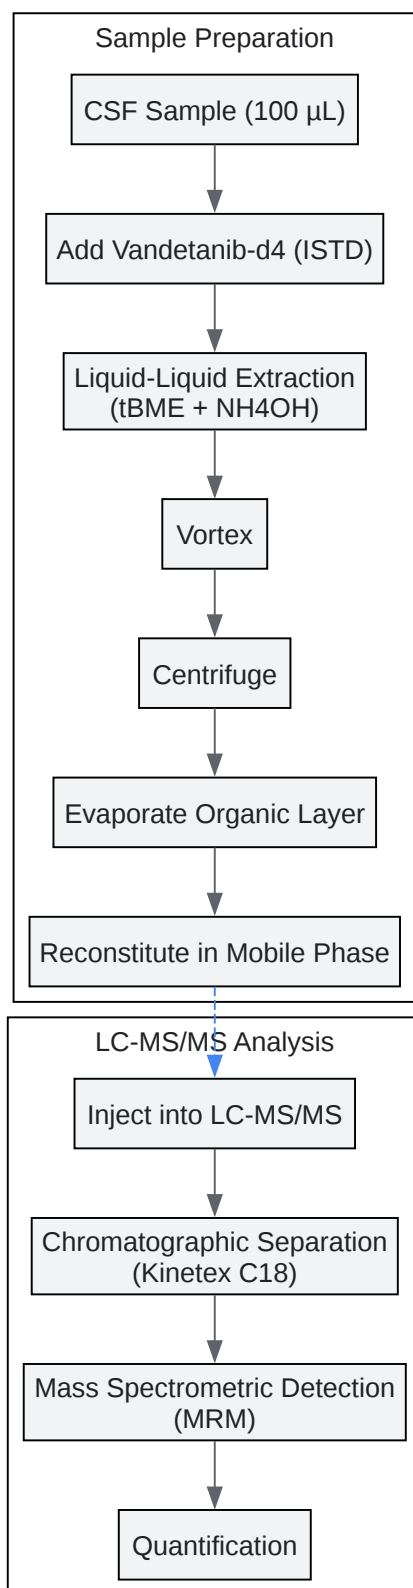 Sample Preparation
CSF Sample (100 µL)
Add Vandetanib-d4 (ISTD)
Liquid-Liquid Extraction
(tBME + NH4OH)
Vortex
Centrifuge
Evaporate Organic Layer
Reconstitute in Mobile Phase
LC-MS/MS Analysis
Inject into LC-MS/MS
Chromatographic Separation
(Kinetex C18)
Mass Spectrometric Detection
(MRM)
Quantification